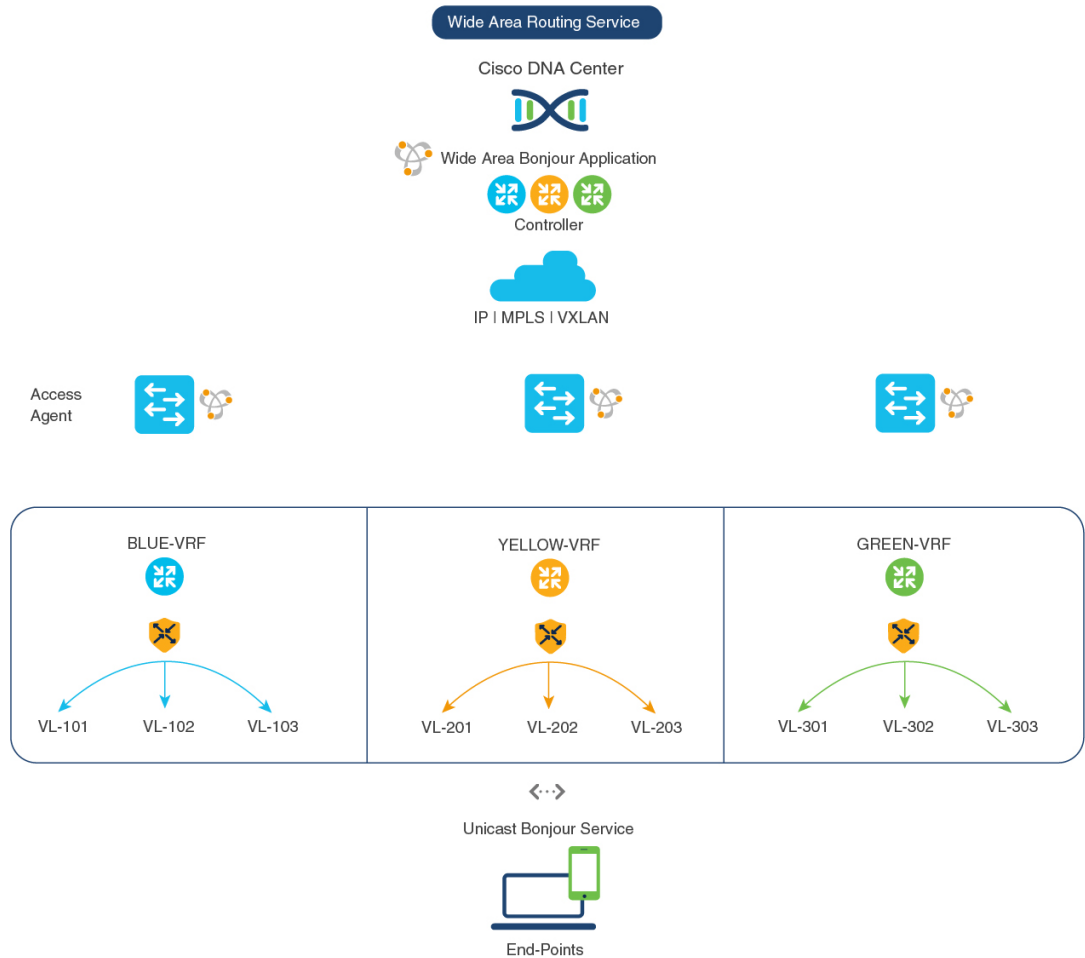 Wide Area Routing Service
Cisco DNA Center
Wide Area Bonjour Application
Controller
IP | MPLS | VXLAN
Access
Agent
BLUE-VRF
YELLOW-VRF
GREEN-VRF
VL-101
VL-102
VL-103
VL-201
VL-202
VL-203
VL-301
VL-302
VL-303
Unicast Bonjour Service
End-Points